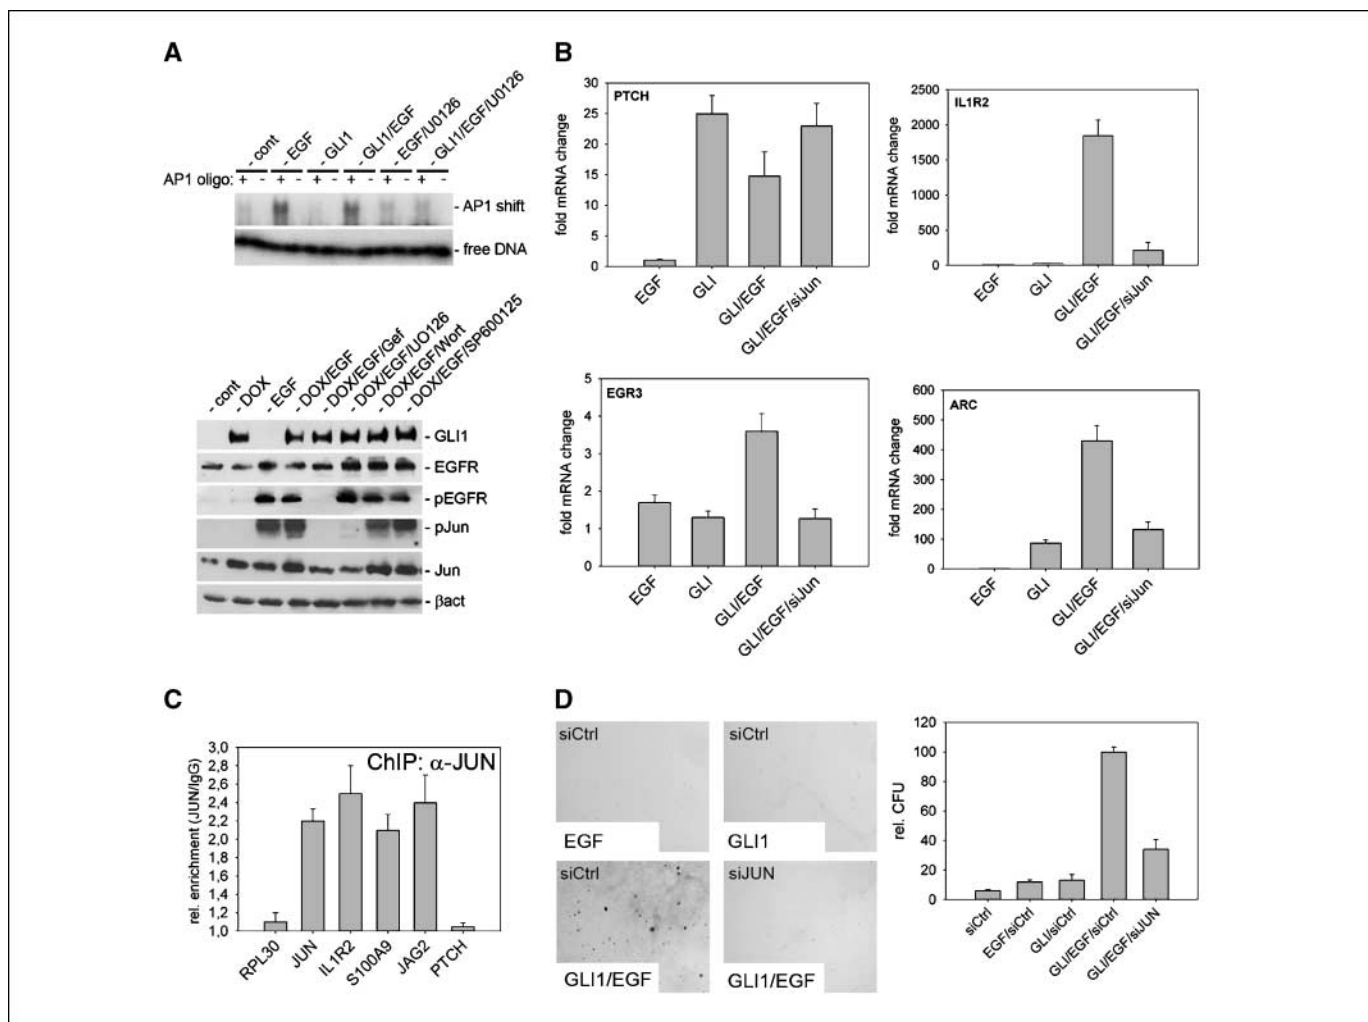 A
- cont
- EGF
- GLI1
- GLI1/EGF
- EGF/U0126
- GLI1/EGF/U0126
AP1 oligo: + - + - + - + - + - + -
- AP1 shift
- free DNA
- cont
- DOX
- EGF
- DOX/EGF
- DOX/EGF/Gef
- DOX/EGF/UO126
- DOX/EGF/Wort
- DOX/EGF/SP600125
- GLI1
- EGFR
- pEGFR
- pJun
- Jun
- βact
B
PTCH
fold mRNA change
30
25
20
15
10
5
0
EGF
GLI
GLI/EGF
GLI/EGF/siJun
IL1R2
fold mRNA change
2500
2000
1500
1000
500
0
EGF
GLI
GLI/EGF
GLI/EGF/siJun
EGR3
fold mRNA change
5
4
3
2
1
0
EGF
GLI
GLI/EGF
GLI/EGF/siJun
ARC
fold mRNA change
600
500
400
300
200
100
0
EGF
GLI
GLI/EGF
GLI/EGF/siJun
C
ChIP: α-JUN
rel. enrichment (JUN/IgG)
3,0
2,8
2,6
2,4
2,2
2,0
1,8
1,6
1,4
1,2
1,0
RPL30
JUN
IL1R2
S100A9
JAG2
PTCH
D
siCtrl
EGF
siCtrl
GLI1
siCtrl
GLI1/EGF
siJUN
GLI1/EGF
rel. CFU
120
100
80
60
40
20
0
siCtrl
EGF/siCtrl
GLI/siCtrl
GLI/EGF/siCtrl
GLI/EGF/siJUN